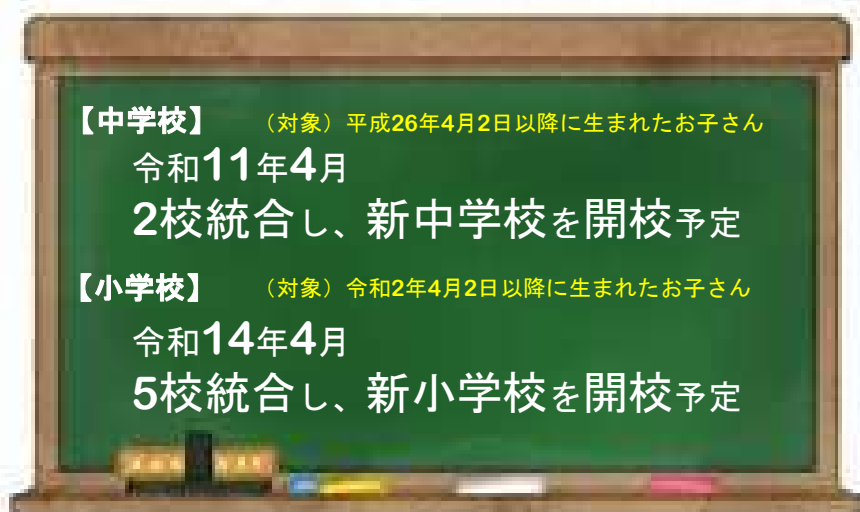 【中学校】 （対象）平成26年4月2日以降に生まれたお子さん
令和11年4月
2校統合し、新中学校を開校予定
【小学校】 （対象）令和2年4月2日以降に生まれたお子さん
令和14年4月
5校統合し、新小学校を開校予定